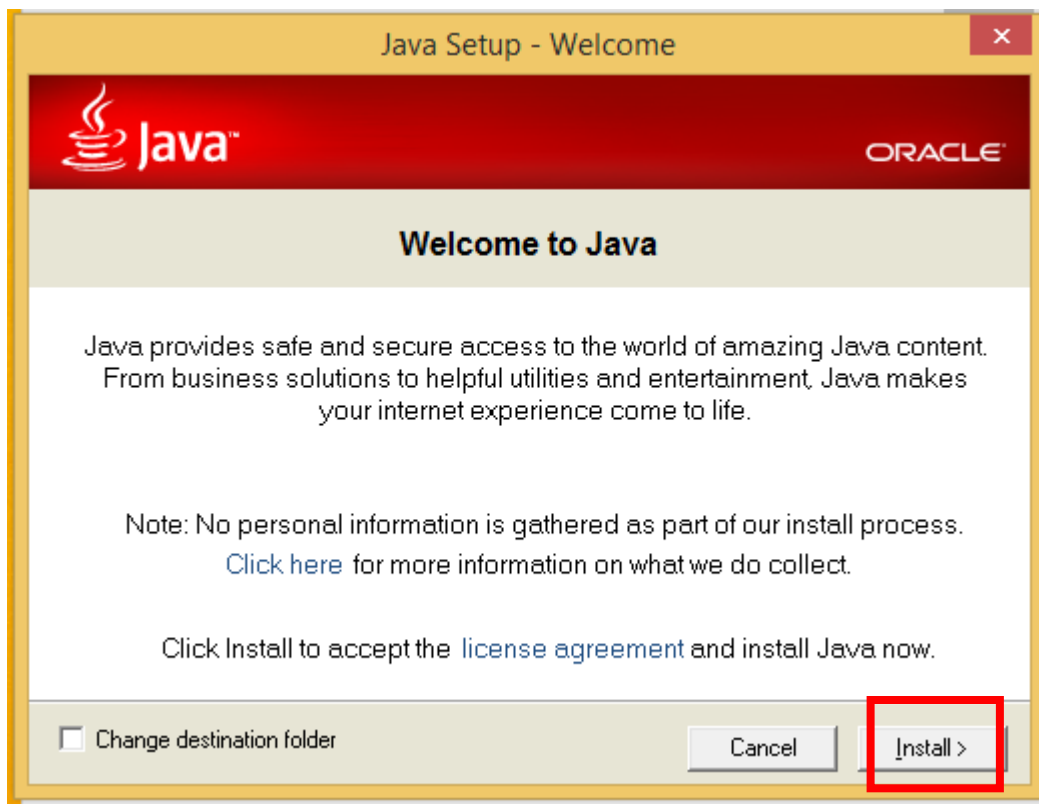 Java Setup - Welcome
Java™
ORACLE®
Welcome to Java
Java provides safe and secure access to the world of amazing Java content.
From business solutions to helpful utilities and entertainment, Java makes
your internet experience come to life.
Note: No personal information is gathered as part of our install process.
Click here for more information on what we do collect.
Click Install to accept the license agreement and install Java now.
Change destination folder
Cancel
Install >